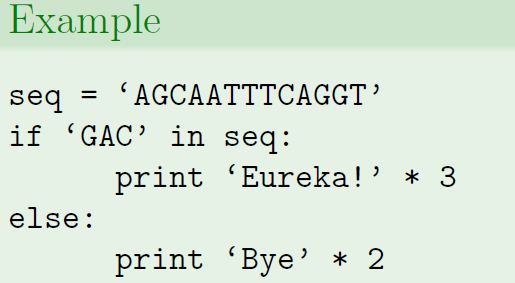 Example
seq = ‘AGCAATTTCAGGT’
if ‘GAC’ in seq:
print ‘Eureka!’ * 3
else:
print ‘Bye’ * 2